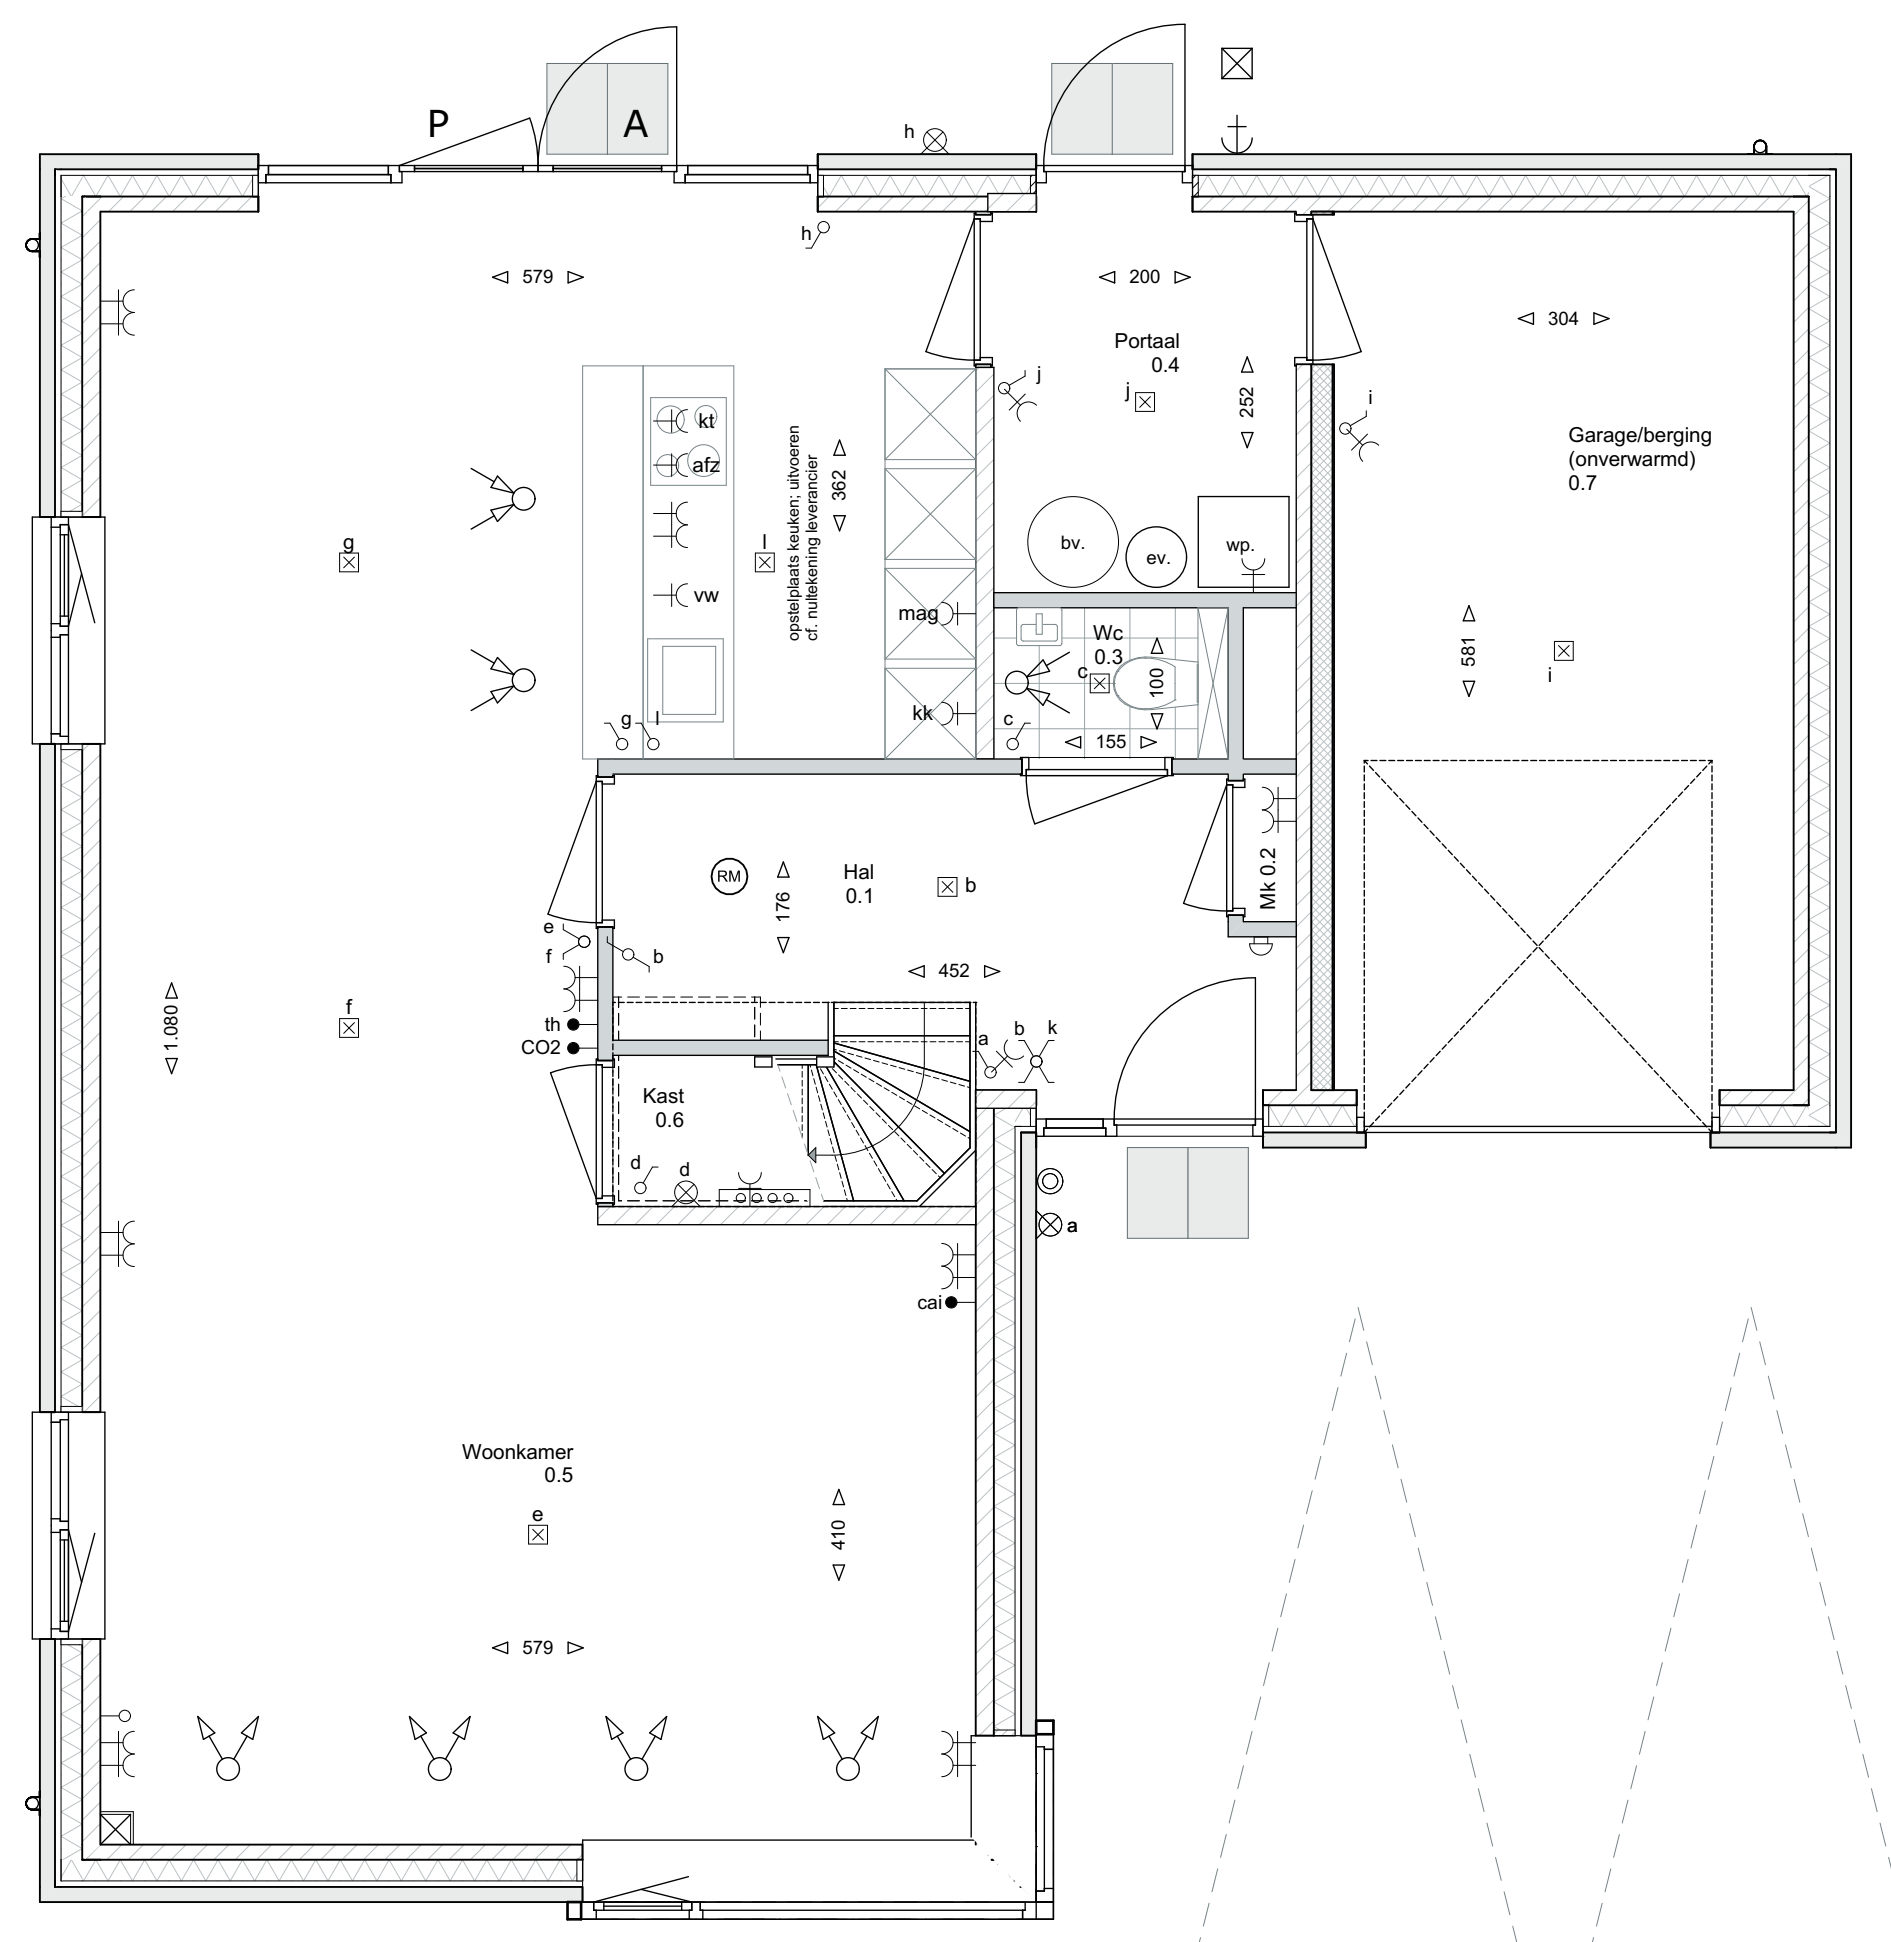 P
A
h
h
579
200
304
Portaal
0.4
j
j
252
i
Garage/berging
(onverwarmd)
0.7
kt
afz
opstelplaats keuken; uitvoeren
cf. nultekening leverancier
362
g
l
vw
bv.
ev.
wp.
mag
Wc
0.3
c
100
581
i
kk
g
l
c
155
RM
176
Hal
0.1
b
Mk 0.2
e
f
b
452
1.080
f
th
CO2
a
b
k
Kast
0.6
d
d
a
cai
Woonkamer
0.5
e
410
579